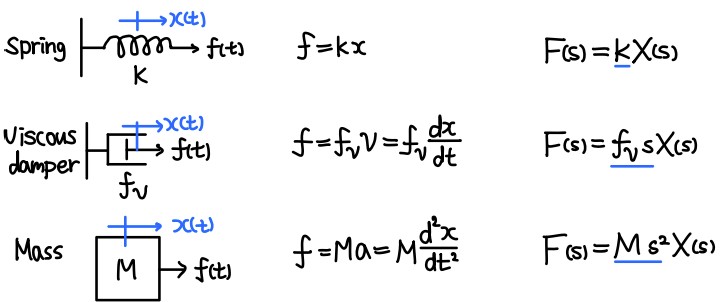 x(t)
Spring f(t) f=kx F(s)=kX(s)
K
x(t)
Viscous damper f(t) f=fᵥv=fᵥ dx/dt F(s)=fᵥsX(s)
fᵥ
x(t)
Mass M f(t) f=Ma=M d²x/dt² F(s)=Ms²X(s)